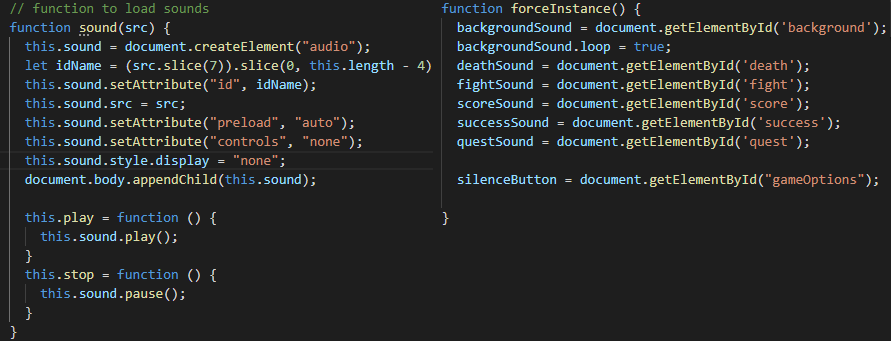 // function to load sounds
function sound(src) {
this.sound = document.createElement("audio");
let idName = (src.slice(7)).slice(0, this.length - 4)
this.sound.setAttribute("id", idName);
this.sound.src = src;
this.sound.setAttribute("preload", "auto");
this.sound.setAttribute("controls", "none");
this.sound.style.display = "none";
document.body.appendChild(this.sound);
this.play = function () {
this.sound.play();
}
this.stop = function () {
this.sound.pause();
}
}
function forceInstance() {
backgroundSound = document.getElementById('background');
backgroundSound.loop = true;
deathSound = document.getElementById('death');
fightSound = document.getElementById('fight');
scoreSound = document.getElementById('score');
successSound = document.getElementById('success');
questSound = document.getElementById('quest');
silenceButton = document.getElementById("gameOptions");
}